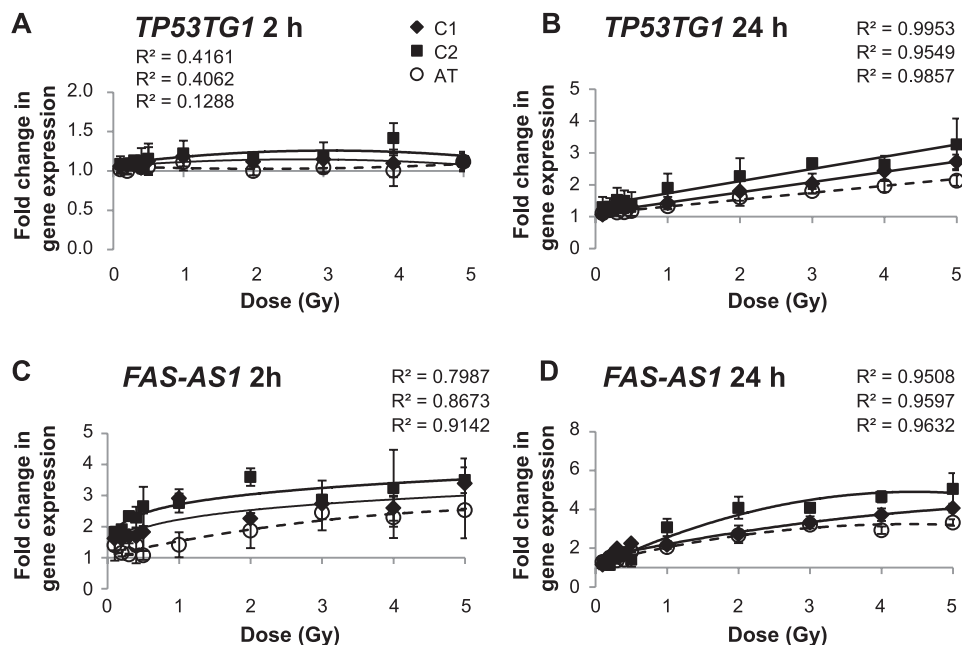 A
TP53TG1 2 h
R² = 0.4161
R² = 0.4062
R² = 0.1288
C1
C2
AT
Fold change in
gene expression
2.0
1.5
1.0
0.5
0.0
0 1 2 3 4 5
Dose (Gy)
B
TP53TG1 24 h
R² = 0.9953
R² = 0.9549
R² = 0.9857
Fold change in
gene expression
5
4
3
2
1
0
0 1 2 3 4 5
Dose (Gy)
C
FAS-AS1 2h
R² = 0.7987
R² = 0.8673
R² = 0.9142
Fold change in
gene expression
5
4
3
2
1
0
0 1 2 3 4 5
Dose (Gy)
D
FAS-AS1 24 h
R² = 0.9508
R² = 0.9597
R² = 0.9632
Fold change in
gene expression
8
6
4
2
0
0 1 2 3 4 5
Dose (Gy)